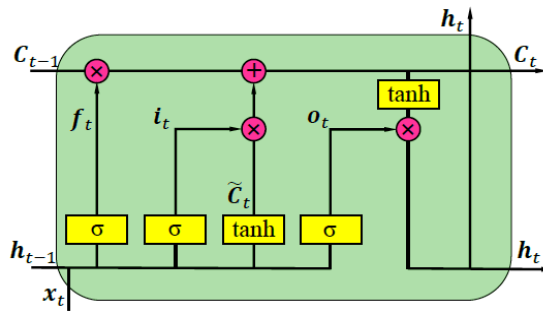 h_t
C_{t-1} × + C_t
tanh
f_t i_t × o_t ×
C̃_t
σ σ tanh σ
h_{t-1} h_t
x_t